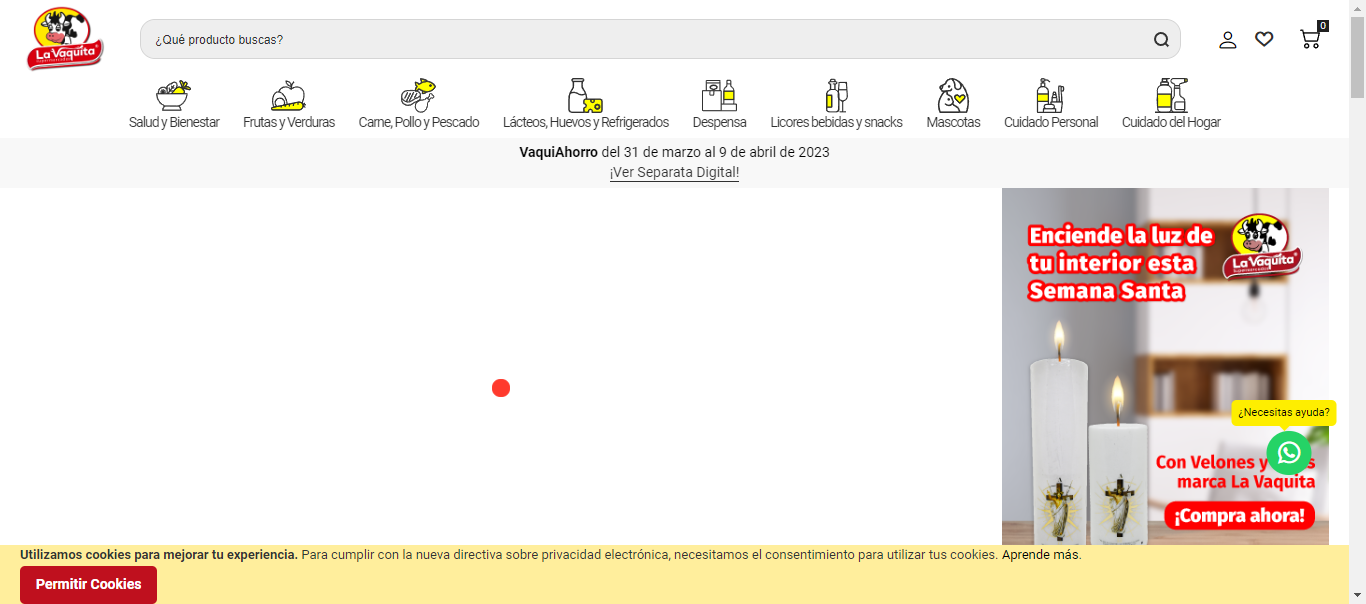 La Vaquita
Supermercados
¿Qué producto buscas?
0
Salud y Bienestar
Frutas y Verduras
Carne, Pollo y Pescado
Lácteos, Huevos y Refrigerados
Despensa
Licores bebidas y snacks
Mascotas
Cuidado Personal
Cuidado del Hogar
VaquiAhorro del 31 de marzo al 9 de abril de 2023
¡Ver Separata Digital!
Enciende la luz de
tu interior esta
Semana Santa
La Vaquita
Supermercados
¿Necesitas ayuda?
Con Velones y
marca La Vaquita
¡Compra ahora!
Utilizamos cookies para mejorar tu experiencia. Para cumplir con la nueva directiva sobre privacidad electrónica, necesitamos el consentimiento para utilizar tus cookies. Aprende más.
Permitir Cookies